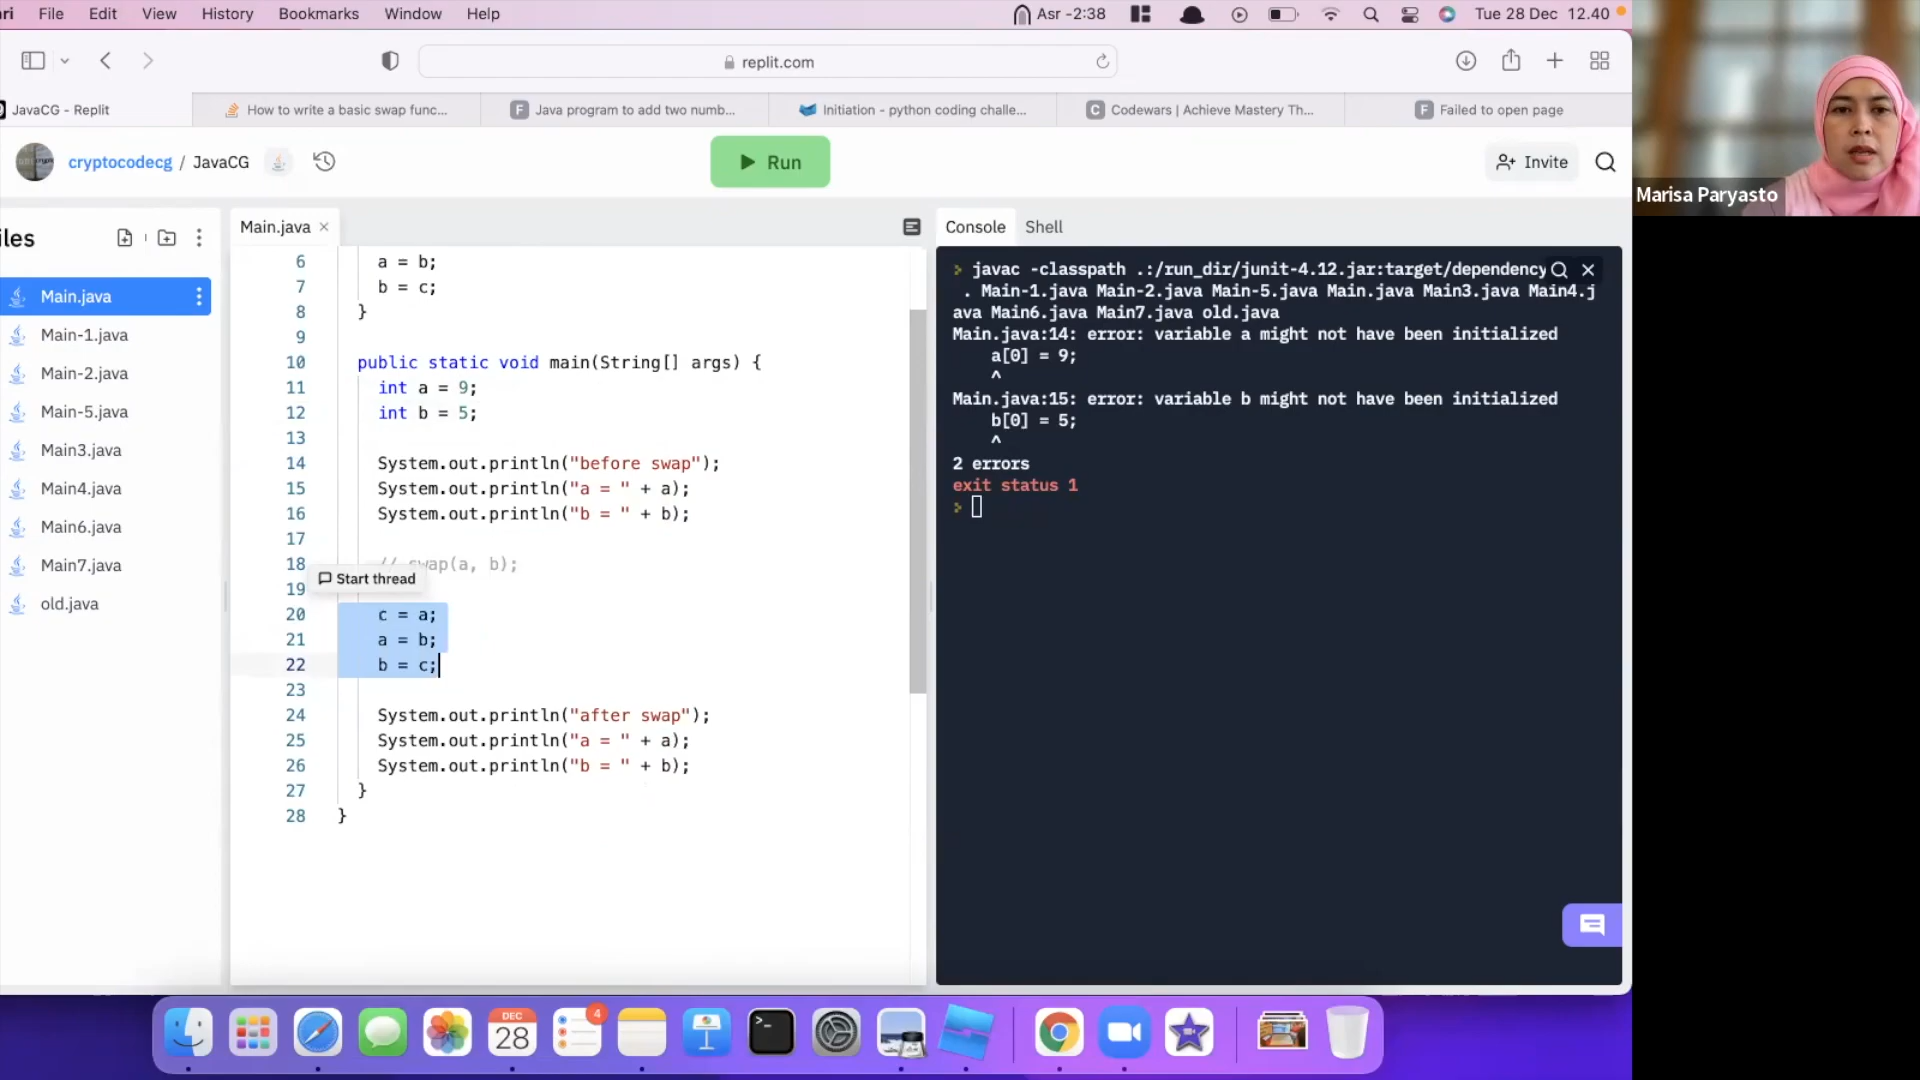 ri File Edit View History Bookmarks Window Help Asr -2:38 Tue 28 Dec 12.40
replit.com
JavaCG - Replit How to write a basic swap func... Java program to add two numb... Initiation - python coding challe... Codewars | Achieve Mastery Th... Failed to open page
cryptocodecg / JavaCG Run Invite
Marisa Paryasto
iles
Main.java
Main-1.java
Main-2.java
Main-5.java
Main3.java
Main4.java
Main6.java
Main7.java
old.java
Main.java
6 a = b;
7 b = c;
8 }
9
10 public static void main(String[] args) {
11 int a = 9;
12 int b = 5;
13
14 System.out.println("before swap");
15 System.out.println("a = " + a);
16 System.out.println("b = " + b);
17
18 // swap(a, b);
Start thread
19
20 c = a;
21 a = b;
22 b = c;
23
24 System.out.println("after swap");
25 System.out.println("a = " + a);
26 System.out.println("b = " + b);
27 }
28 }
Console Shell
javac -classpath .:/run_dir/junit-4.12.jar:target/dependency
. Main-1.java Main-2.java Main-5.java Main.java Main3.java Main4.j
ava Main6.java Main7.java old.java
Main.java:14: error: variable a might not have been initialized
a[0] = 9;
^
Main.java:15: error: variable b might not have been initialized
b[0] = 5;
^
2 errors
exit status 1
DEC
28
4